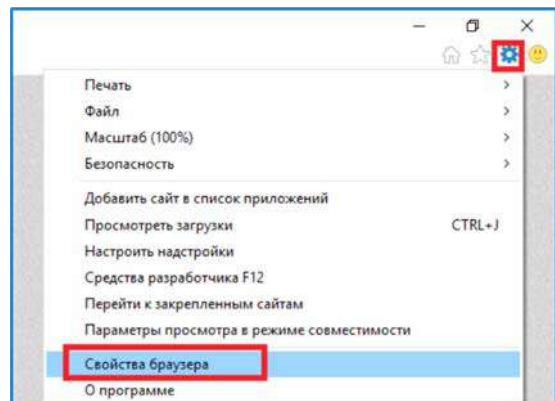 Печать
Файл
Масштаб (100%)
Безопасность
Добавить сайт в список приложений
Просмотреть загрузки CTRL+J
Настроить надстройки
Средства разработчика F12
Перейти к закрепленным сайтам
Параметры просмотра в режиме совместимости
Свойства браузера
О программе